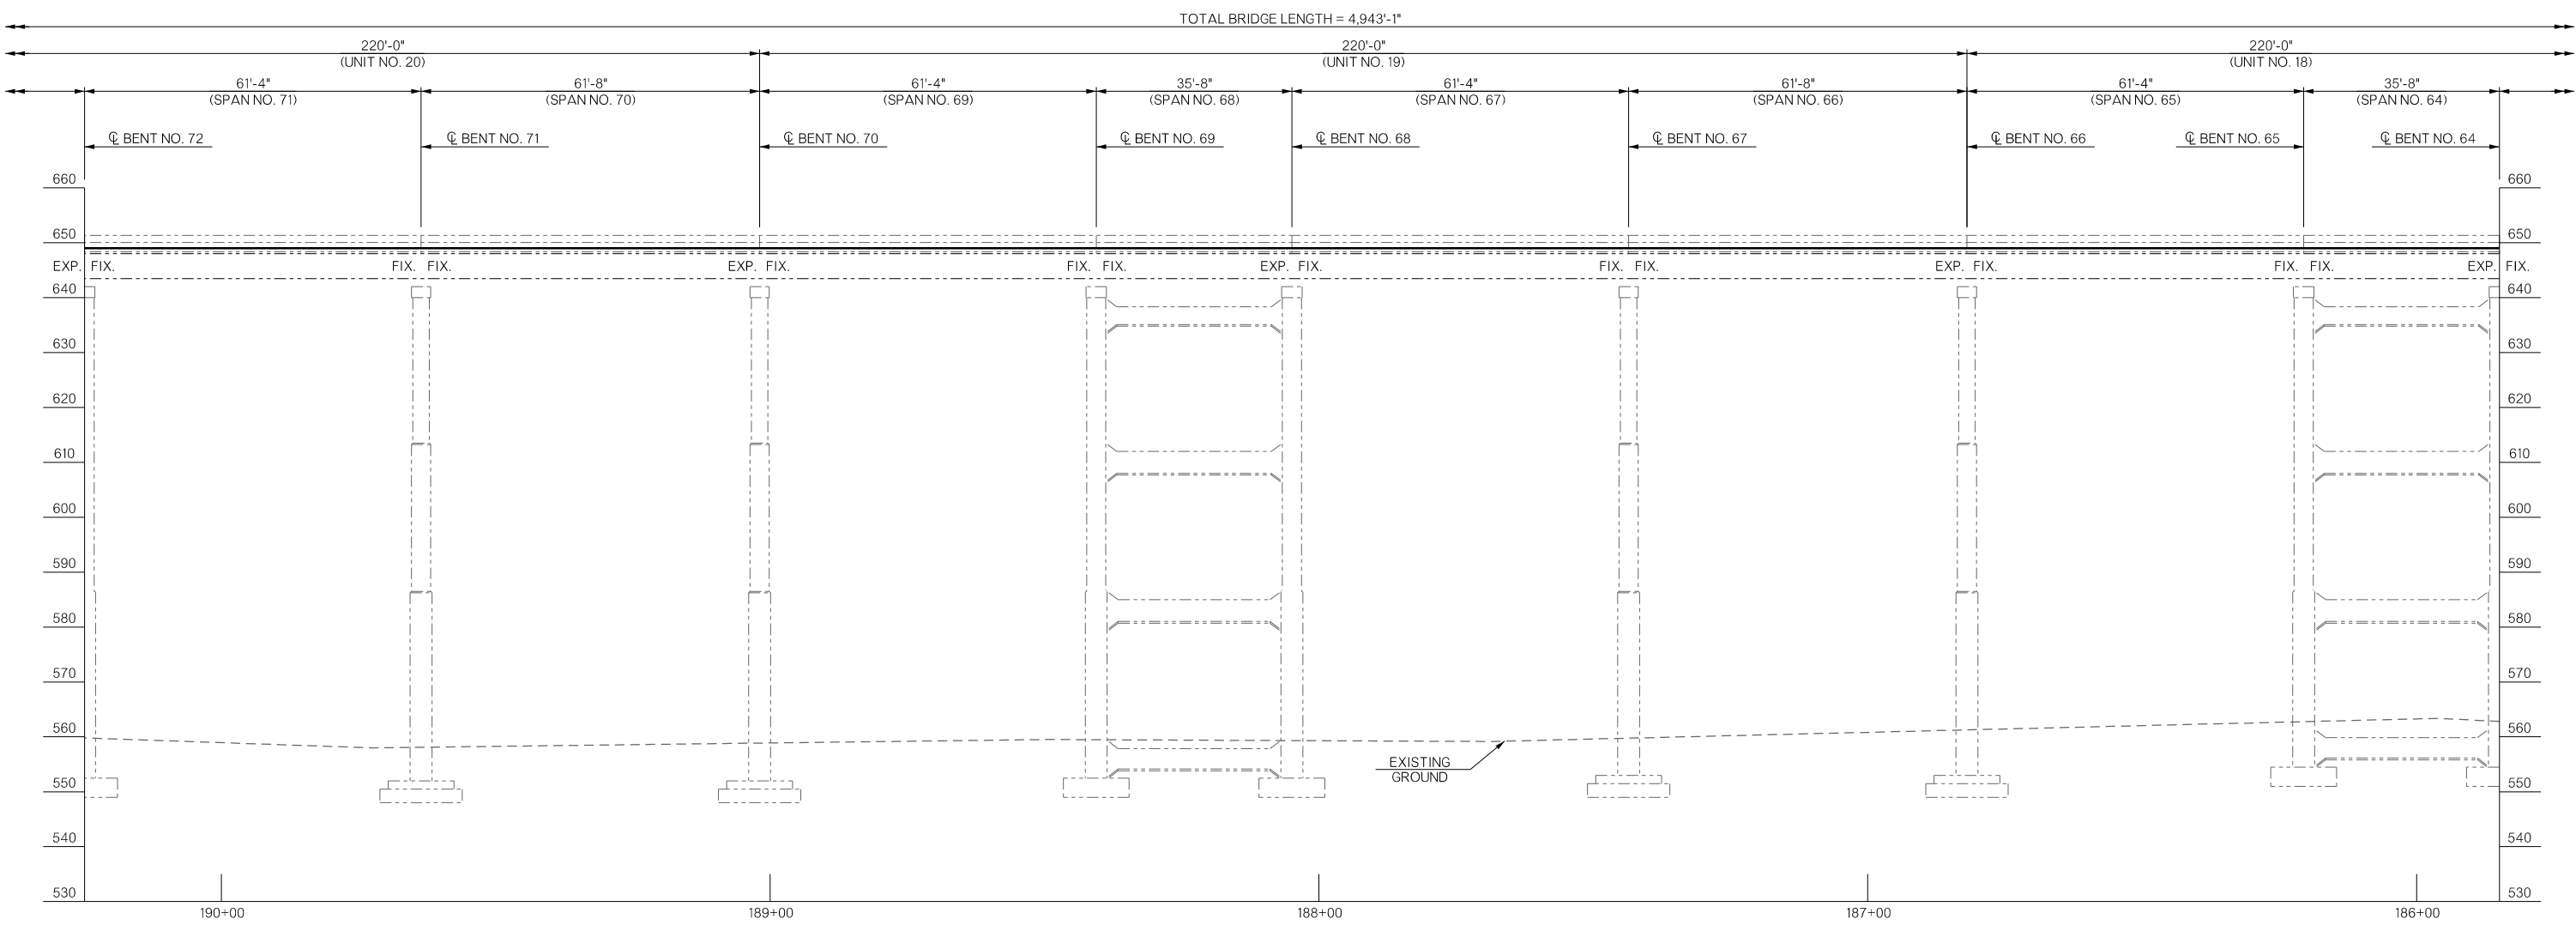 TOTAL BRIDGE LENGTH = 4,943'-1"
220'-0" 220'-0" 220'-0"
(UNIT NO. 20) (UNIT NO. 19) (UNIT NO. 18)
61'-4" 61'-8" 61'-4" 35'-8" 61'-4" 61'-8" 61'-4" 35'-8"
(SPAN NO. 71) (SPAN NO. 70) (SPAN NO. 69) (SPAN NO. 68) (SPAN NO. 67) (SPAN NO. 66) (SPAN NO. 65) (SPAN NO. 64)
℄ BENT NO. 72 ℄ BENT NO. 71 ℄ BENT NO. 70 ℄ BENT NO. 69 ℄ BENT NO. 68 ℄ BENT NO. 67 ℄ BENT NO. 66 ℄ BENT NO. 65 ℄ BENT NO. 64
660 660
650 650
EXP. FIX. FIX. FIX. EXP. FIX. FIX. FIX. EXP. FIX. FIX. FIX. EXP. FIX. FIX. FIX. EXP. FIX.
640 640
630 630
620 620
610 610
600 600
590 590
580 580
570 570
560 560
EXISTING
GROUND
550 550
540 540
530 530
190+00 189+00 188+00 187+00 186+00